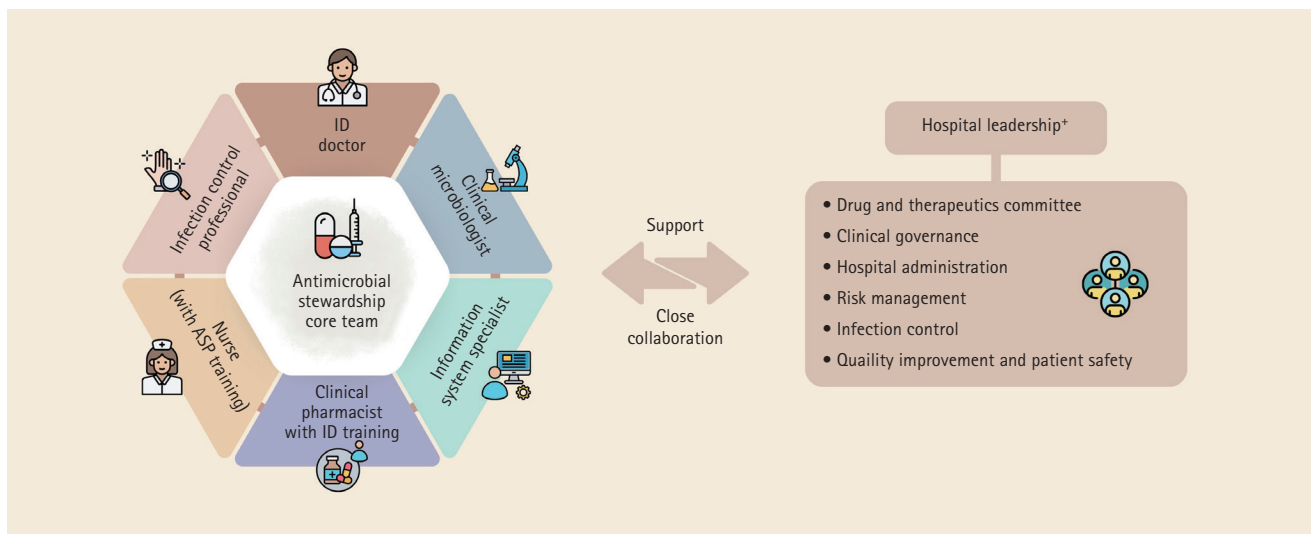 ID
doctor
Clinical
microbiologist
Information
system specialist
Clinical
pharmacist
with ID training
Nurse
(with ASP training)
Infection control
professional
Antimicrobial
stewardship
core team
Support
Close
collaboration
Hospital leadership+
• Drug and therapeutics committee
• Clinical governance
• Hospital administration
• Risk management
• Infection control
• Quaility improvement and patient safety